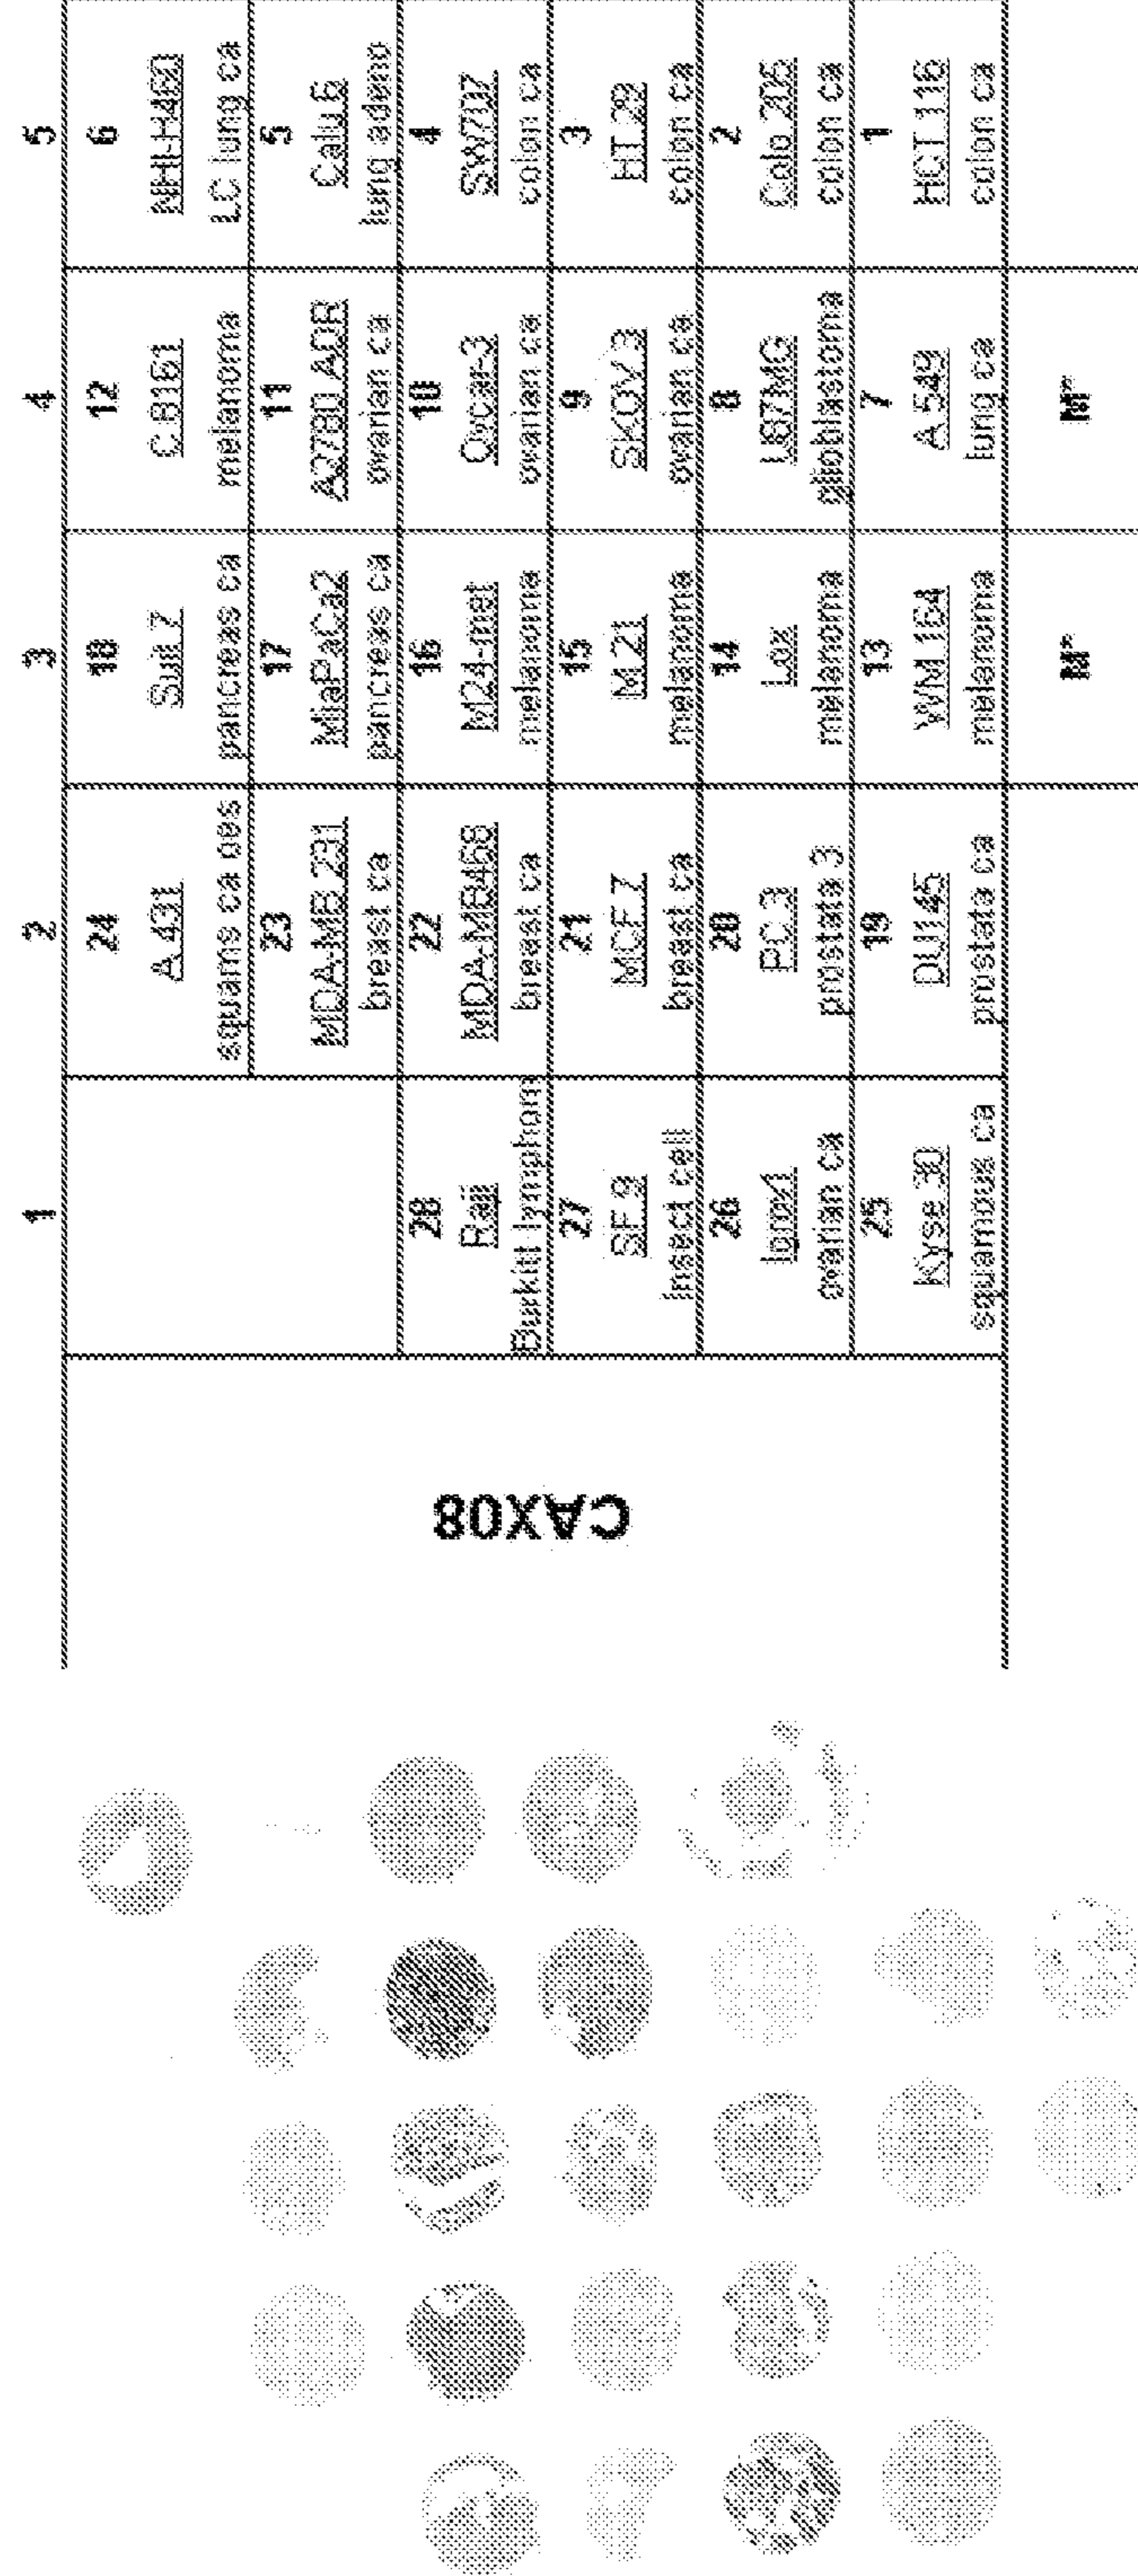 1 2 3 4 5
24 18 12 6
A 431 Suit 7 C 8161 NHI-H460
squams ca oes pancreas ca melanoma LC lung ca
23 17 11 5
MDA-MB 231 MiaPaCa2 A2780 ADR Calu 6
breast ca pancreas ca ovarian ca lung adeno
CAX08
28 22 16 10 4
Raji MDA-MB468 M24-met Ovcar-3 SW707
Burkitt lymphom breast ca melanoma ovarian ca colon ca
27 21 15 9 3
SF 9 MCF 7 M 21 SKOV 3 HT 29
insect cell breast ca melanoma ovarian ca colon ca
26 20 14 8 2
Igrov1 PC 3 Lox U87MG Colo 205
ovarian ca prostata 3 melanoma glioblastoma colon ca
25 19 13 7 1
Kyse 30 DU145 WM 164 A 549 HCT 116
squamous ca prostata ca melanoma lung ca colon ca